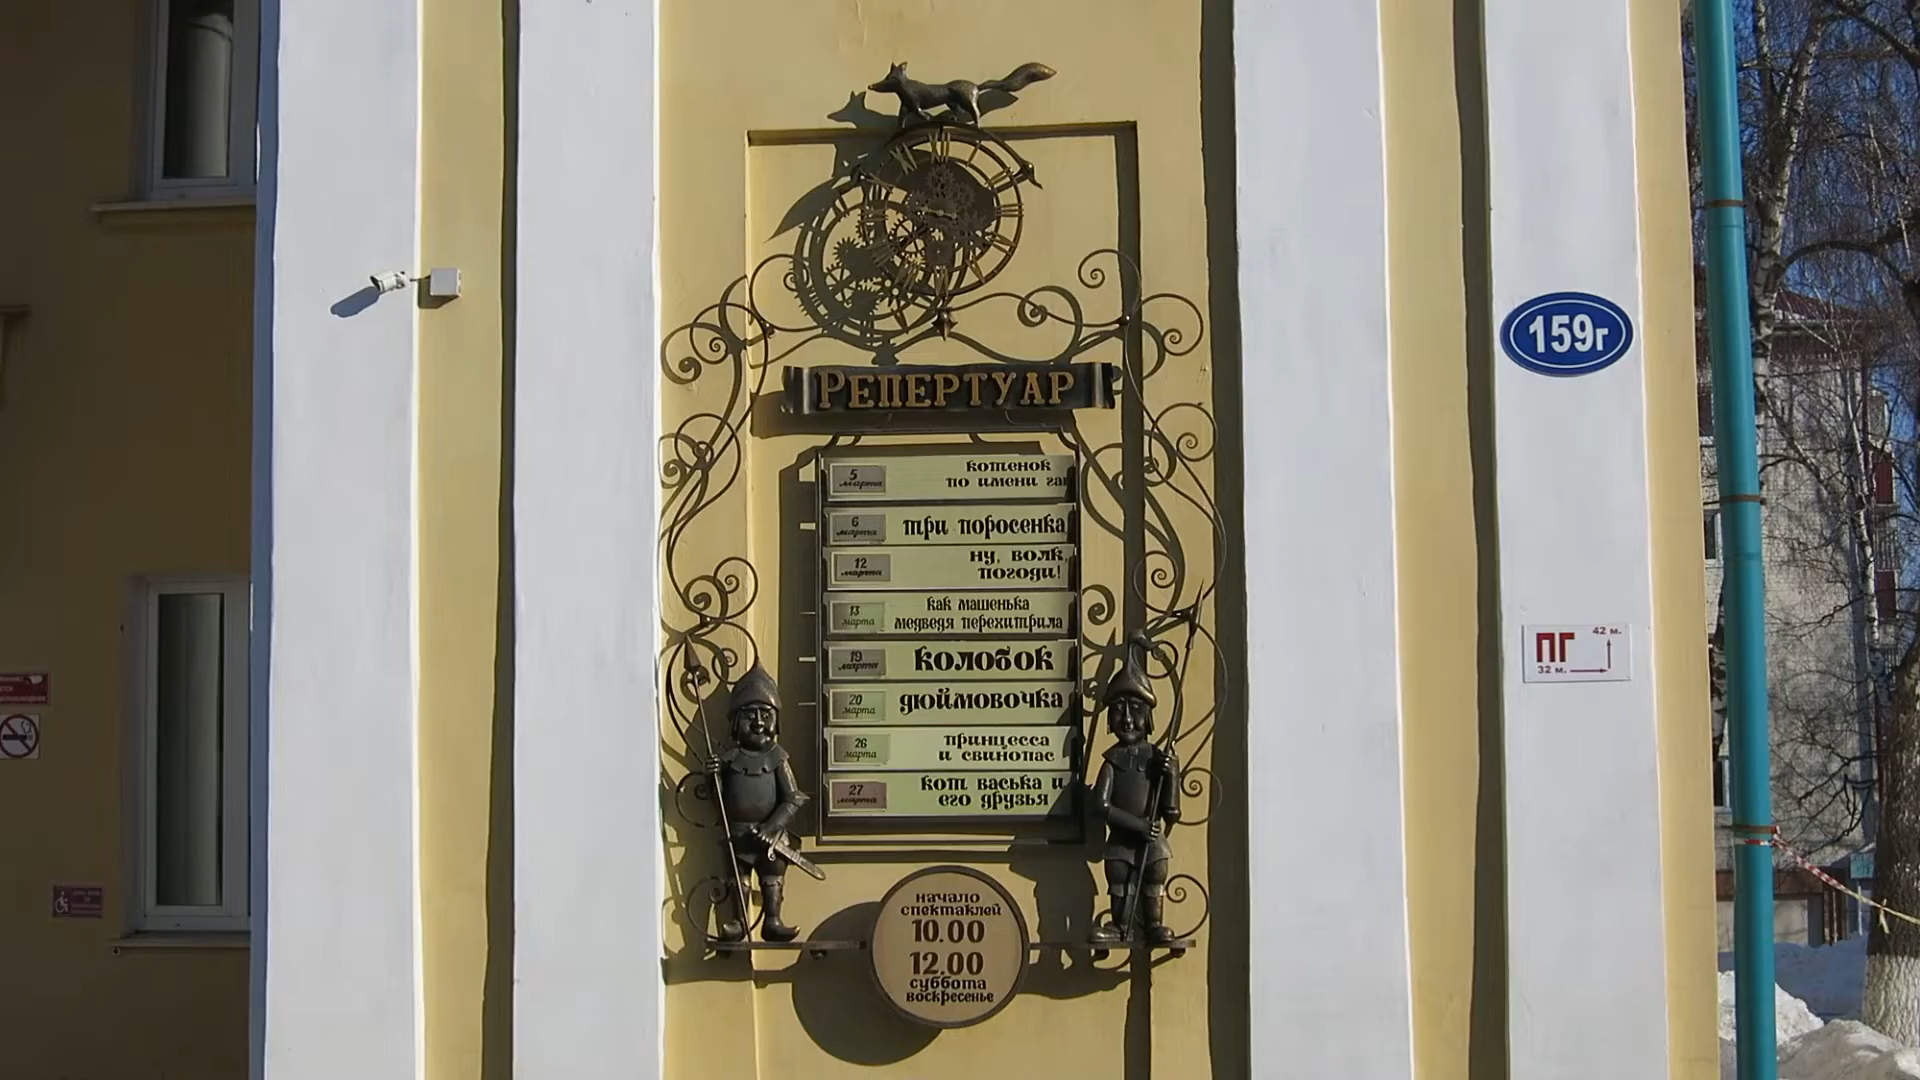 РЕПЕРТУАР
5 марта
котенок
по имени гав
6 марта
три поросенка
12 марта
ну, волк,
погоди!
13 марта
как машенька
медведя перехитрила
19 марта
колобок
20 марта
дюймовочка
26 марта
принцесса
и свинопас
27 марта
кот васька и
его друзья
начало
спектаклей
10.00
12.00
суббота
воскресенье
159г
ПГ
42 м.
32 м.